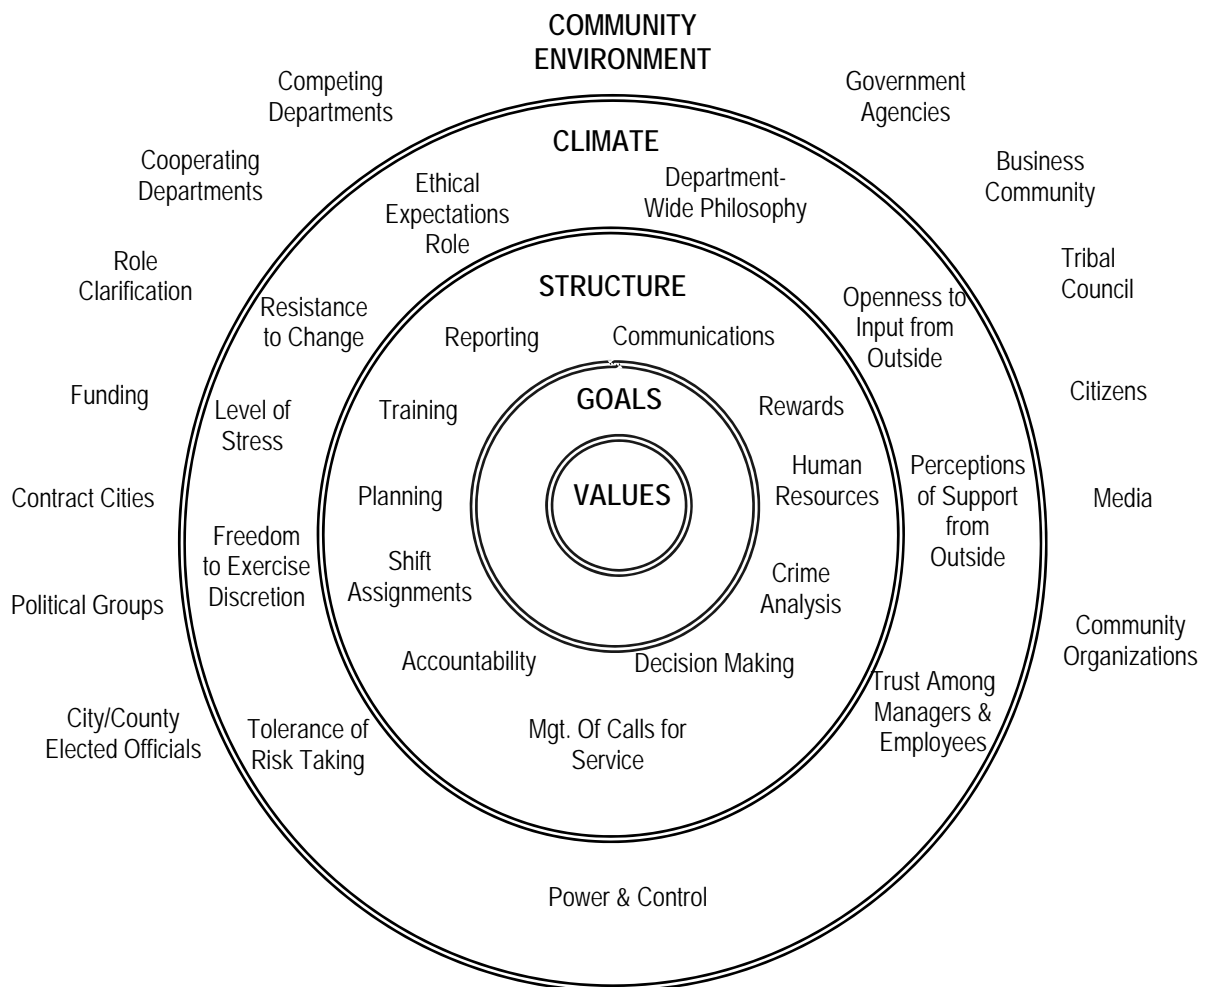 COMMUNITY
ENVIRONMENT
Competing
Departments
Government
Agencies
Cooperating
Departments
Business
Community
Role
Clarification
Tribal
Council
Funding
Citizens
Contract Cities
Media
Political Groups
Community
Organizations
City/County
Elected Officials
CLIMATE
Ethical
Expectations
Role
Department-
Wide Philosophy
Resistance
to Change
Openness to
Input from
Outside
Level of
Stress
Perceptions
of Support
from
Outside
Freedom
to Exercise
Discretion
Trust Among
Managers &
Employees
Tolerance of
Risk Taking
Power & Control
STRUCTURE
Reporting
Communications
Training
Rewards
Planning
Human
Resources
Shift
Assignments
Crime
Analysis
Accountability
Decision Making
Mgt. Of Calls for
Service
GOALS
VALUES